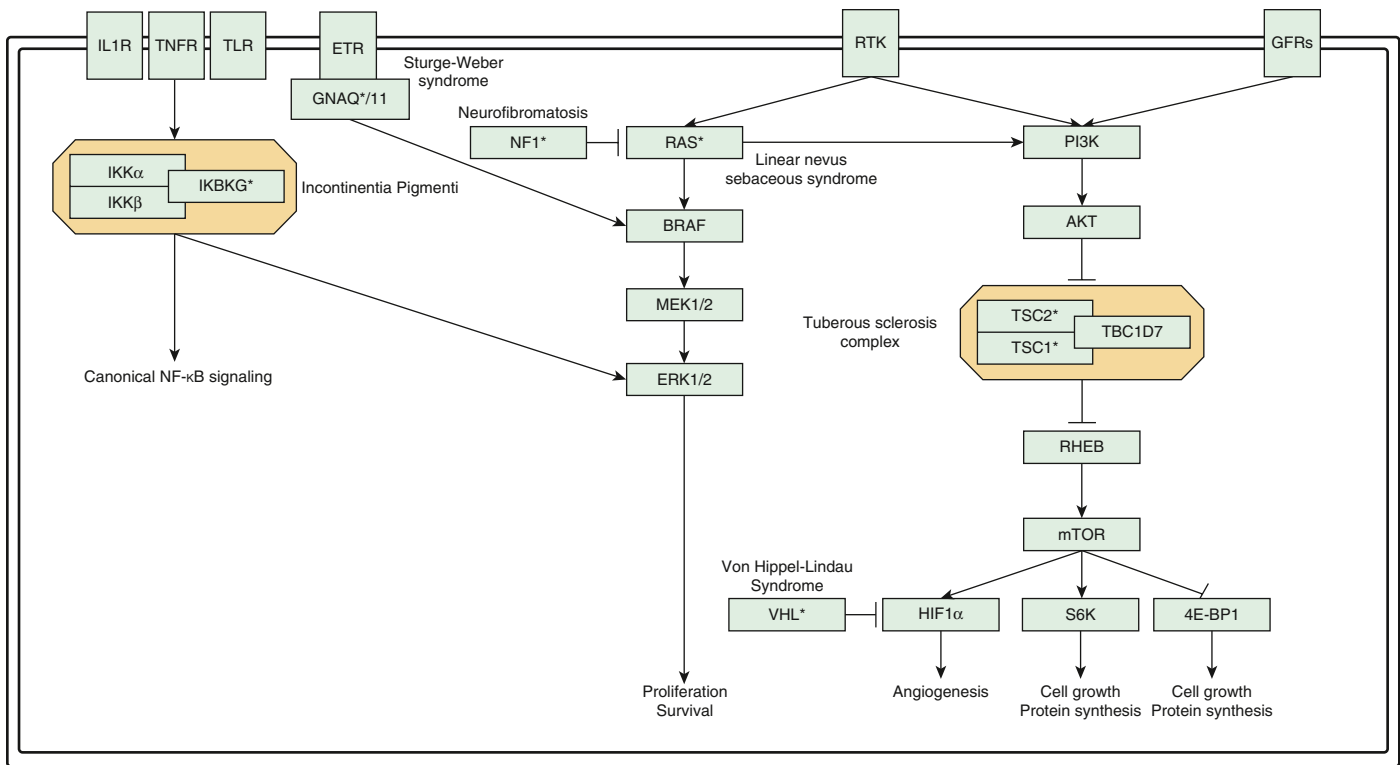 IL1R
TNFR
TLR
ETR
RTK
GFRs
Sturge-Weber
syndrome
GNAQ*/11
Neurofibromatosis
NF1*
RAS*
PI3K
Linear nevus
sebaceous syndrome
IKKα
IKBKG*
IKKβ
Incontinentia Pigmenti
BRAF
AKT
MEK1/2
Tuberous sclerosis
complex
TSC2*
TBC1D7
TSC1*
Canonical NF-κB signaling
ERK1/2
RHEB
mTOR
Von Hippel-Lindau
Syndrome
VHL*
HIF1α
S6K
4E-BP1
Proliferation
Survival
Angiogenesis
Cell growth
Protein synthesis
Cell growth
Protein synthesis